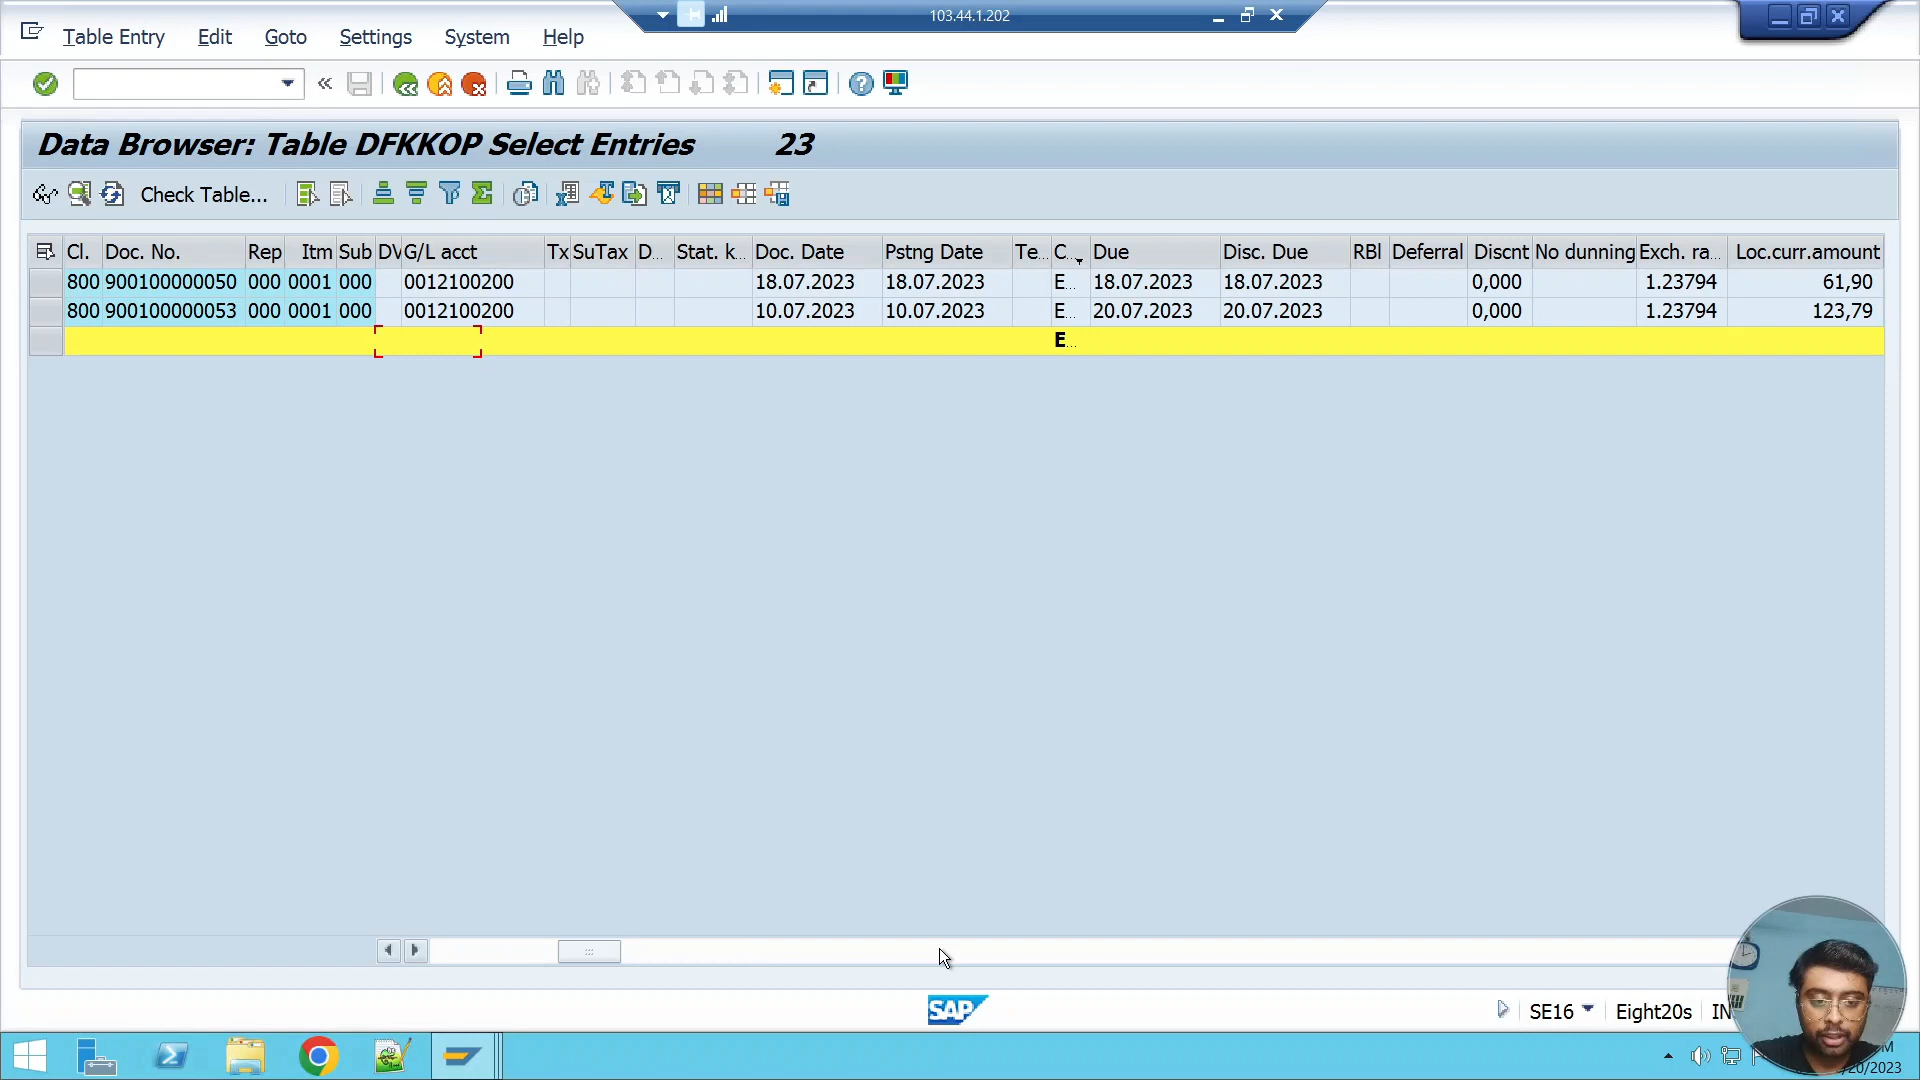 103.44.1.202
Table Entry Edit Goto Settings System Help
Data Browser: Table DFKKOP Select Entries 23
Check Table...
Cl. Doc. No. Rep Itm Sub DV G/L acct Tx SuTax D... Stat. k... Doc. Date Pstng Date Te... C... Due Disc. Due RBl Deferral Discnt No dunning Exch. ra... Loc.curr.amount
800 900100000050 000 0001 000 0012100200 18.07.2023 18.07.2023 E... 18.07.2023 18.07.2023 0,000 1.23794 61,90
800 900100000053 000 0001 000 0012100200 10.07.2023 10.07.2023 E... 20.07.2023 20.07.2023 0,000 1.23794 123,79
E...
SAP
SE16 Eight20s IN
/20/2023